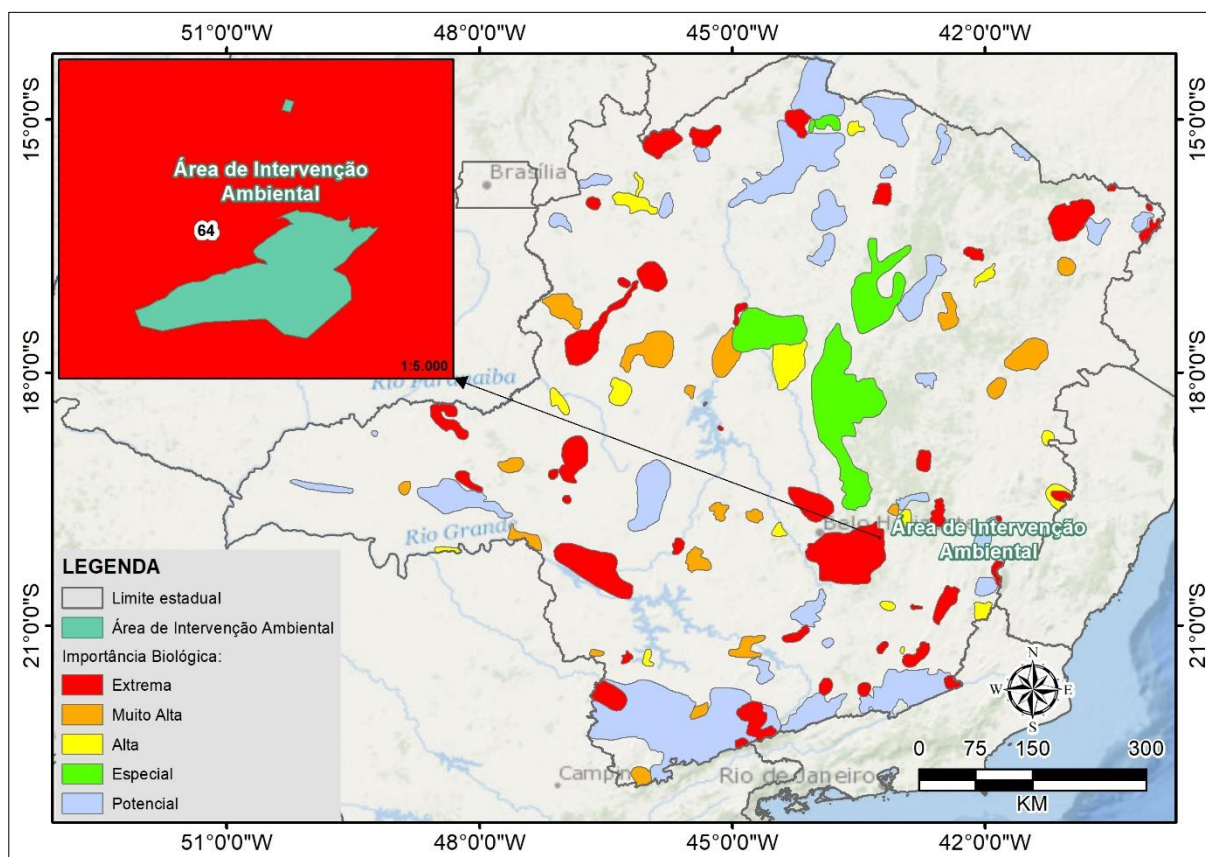 51°0'0"W 48°0'0"W 45°0'0"W 42°0'0"W
15°0'0"S
18°0'0"S
21°0'0"S
15°0'0"S
18°0'0"S
21°0'0"S
Área de Intervenção
Ambiental
64
1:5.000
Brasília
Rio Paranaíba
Rio Grande
Belo H
Área de Intervenção
Ambiental
LEGENDA
Limite estadual
Área de Intervenção Ambiental
Importância Biológica:
Extrema
Muito Alta
Alta
Especial
Potencial
N
W E
S
0 75 150 300
KM
Campin
Rio de Janeiro
51°0'0"W 48°0'0"W 45°0'0"W 42°0'0"W